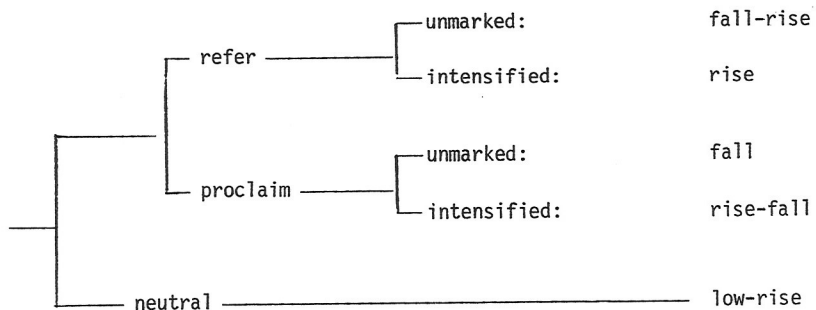 unmarked: fall-rise
refer
intensified: rise
unmarked: fall
proclaim
intensified: rise-fall
neutral low-rise